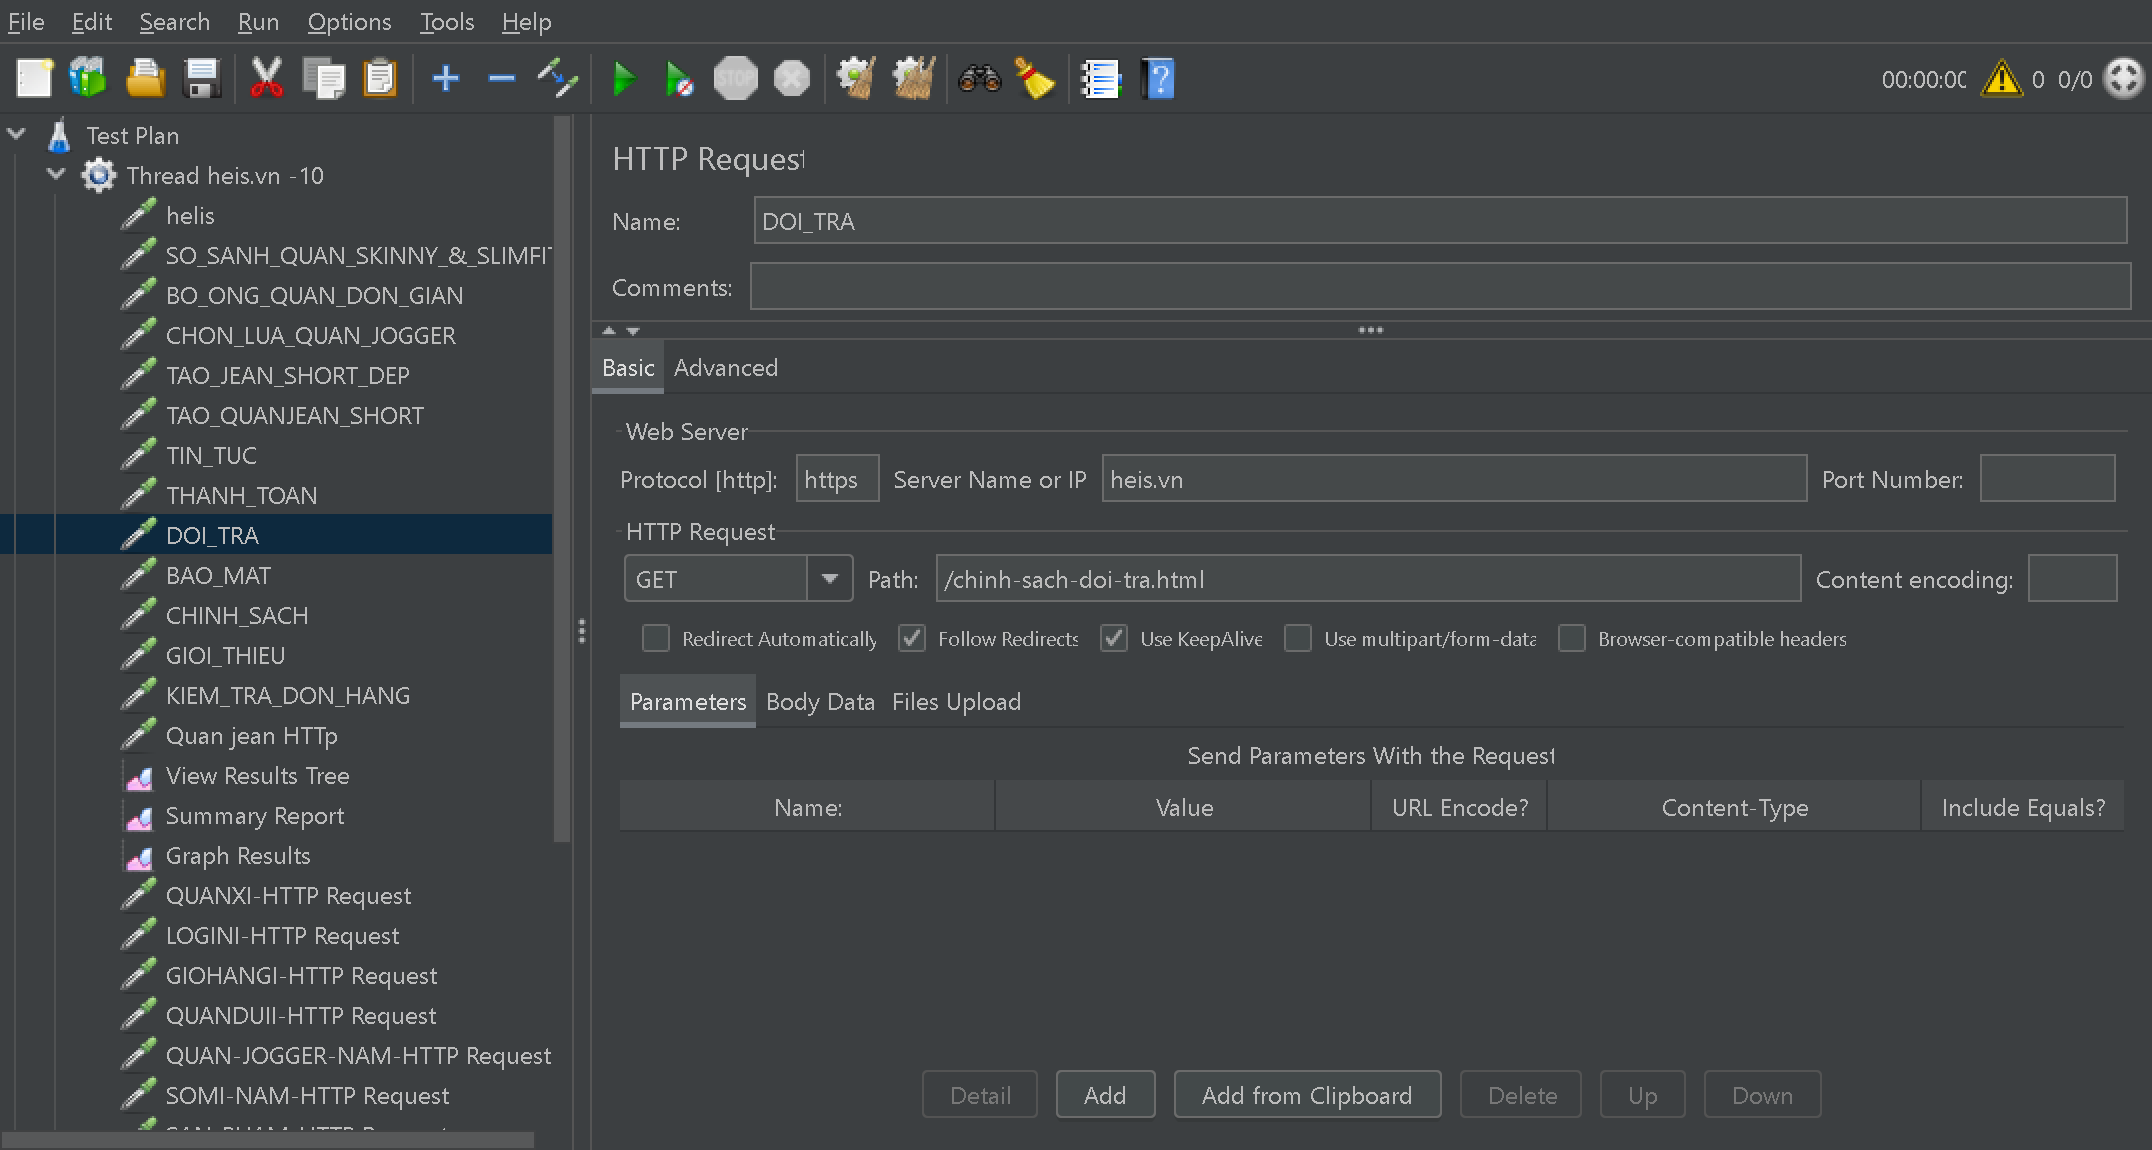 File Edit Search Run Options Tools Help
STOP
00:00:00 0 0/0
Test Plan
Thread heis.vn -10
helis
SO_SANH_QUAN_SKINNY_&_SLIMFIT
BO_ONG_QUAN_DON_GIAN
CHON_LUA_QUAN_JOGGER
TAO_JEAN_SHORT_DEP
TAO_QUANJEAN_SHORT
TIN_TUC
THANH_TOAN
DOI_TRA
BAO_MAT
CHINH_SACH
GIOI_THIEU
KIEM_TRA_DON_HANG
Quan jean HTTp
View Results Tree
Summary Report
Graph Results
QUANXI-HTTP Request
LOGINI-HTTP Request
GIOHANGI-HTTP Request
QUANDUII-HTTP Request
QUAN-JOGGER-NAM-HTTP Request
SOMI-NAM-HTTP Request
HTTP Request
Name: DOI_TRA
Comments:
Basic Advanced
Web Server
Protocol [http]: https Server Name or IP heis.vn Port Number:
HTTP Request
GET Path: /chinh-sach-doi-tra.html Content encoding:
Redirect Automatically Follow Redirects Use KeepAlive Use multipart/form-data Browser-compatible headers
Parameters Body Data Files Upload
Send Parameters With the Request
Name: Value URL Encode? Content-Type Include Equals?
Detail Add Add from Clipboard Delete Up Down